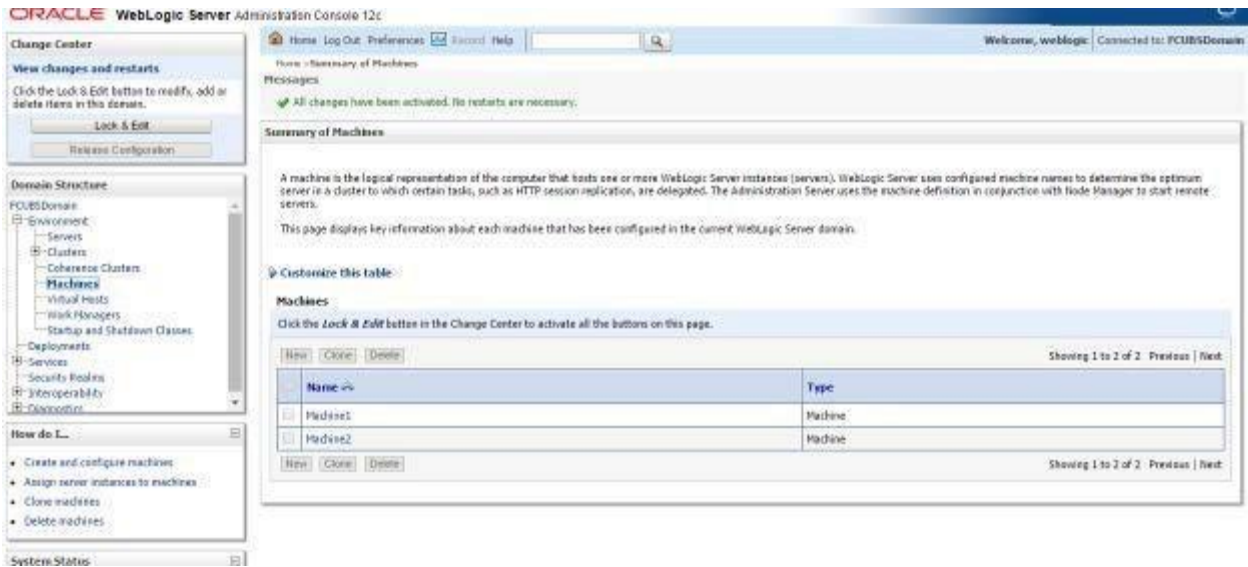 ORACLE WebLogic Server Administration Console 12c
Change Center
View changes and restarts
Click the Lock & Edit button to modify, add or
delete items in this domain.
Lock & Edit
Release Configuration
Domain Structure
FCUBSDomain
Environment
Servers
Clusters
Coherence Clusters
Machines
Virtual Hosts
Work Managers
Startup and Shutdown Classes
Deployments
Services
Security Realms
Interoperability
Diagnostics
How do I...
Create and configure machines
Assign server instances to machines
Clone machines
Delete machines
System Status
Home Log Out Preferences Record Help
Welcome, weblogic Connected to: FCUBSDomain
Home >Summary of Machines
Messages
All changes have been activated. No restarts are necessary.
Summary of Machines
A machine is the logical representation of the computer that hosts one or more WebLogic Server instances (servers). WebLogic Server uses configured machine names to determine the optimum
server in a cluster to which certain tasks, such as HTTP session replication, are delegated. The Administration Server uses the machine definition in conjunction with Node Manager to start remote
servers.
This page displays key information about each machine that has been configured in the current WebLogic Server domain.
Customize this table
Machines
Click the Lock & Edit button in the Change Center to activate all the buttons on this page.
New Clone Delete Showing 1 to 2 of 2 Previous | Next
Name Type
Machine1 Machine
Machine2 Machine
New Clone Delete Showing 1 to 2 of 2 Previous | Next